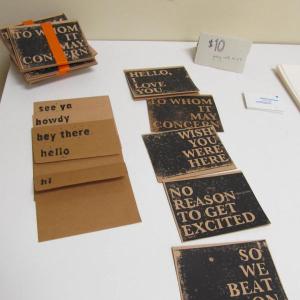 TO WHOM
IT
MAY
CONCERN
$10
HELLO,
I
LOVE
YOU.
TO WHOM
IT
MAY
CONCERN
WISH
YOU
WERE
HERE
NO
REASON
TO GET
EXCITED
SO
WE
BEAT
ON
see ya
howdy
hey there
hello
hi